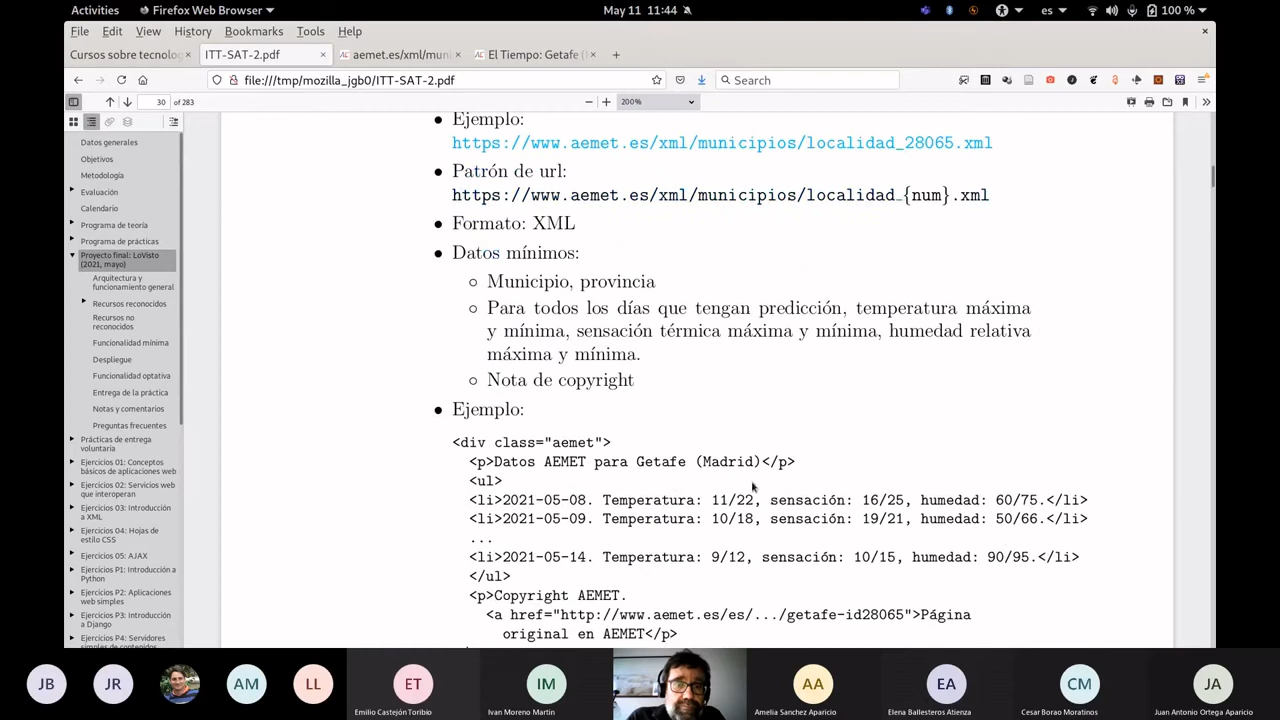 Activities
Firefox Web Browser
May 11 11:44
es
100 %
File Edit View History Bookmarks Tools Help
Cursos sobre tecnolog
ITT-SAT-2.pdf
aemet.es/xml/muni
El Tiempo: Getafe (
file:///tmp/mozilla_jgb0/ITT-SAT-2.pdf
Search
30 of 283
200%
Datos generales
Objetivos
Metodología
Evaluación
Calendario
Programa de teoría
Programa de prácticas
Proyecto final: LoVisto
(2021, mayo)
Arquitectura y
funcionamiento general
Recursos reconocidos
Recursos no
reconocidos
Funcionalidad mínima
Despliegue
Funcionalidad optativa
Entrega de la práctica
Notas y comentarios
Preguntas frecuentes
Prácticas de entrega
voluntaria
Ejercicios 01: Conceptos
básicos de aplicaciones web
Ejercicios 02: Servicios web
que interoperan
Ejercicios 03: Introducción
a XML
Ejercicios 04: Hojas de
estilo CSS
Ejercicios 05: AJAX
Ejercicios P1: Introducción a
Python
Ejercicios P2: Aplicaciones
web simples
Ejercicios P3: Introducción
a Django
Ejercicios P4: Servidores
simples de contenidos
• Ejemplo:
https://www.aemet.es/xml/municipios/localidad_28065.xml
• Patrón de url:
https://www.aemet.es/xml/municipios/localidad_{num}.xml
• Formato: XML
• Datos mínimos:
○ Municipio, provincia
○ Para todos los días que tengan predicción, temperatura máxima
y mínima, sensación térmica máxima y mínima, humedad relativa
máxima y mínima.
○ Nota de copyright
• Ejemplo:
<div class="aemet">
<p>Datos AEMET para Getafe (Madrid)</p>
<ul>
<li>2021-05-08. Temperatura: 11/22, sensación: 16/25, humedad: 60/75.</li>
<li>2021-05-09. Temperatura: 10/18, sensación: 19/21, humedad: 50/66.</li>
...
<li>2021-05-14. Temperatura: 9/12, sensación: 10/15, humedad: 90/95.</li>
</ul>
<p>Copyright AEMET.
<a href="http://www.aemet.es/es/.../getafe-id28065">Página
original en AEMET</p>
JB
JR
AM
LL
ET
IM
AA
EA
CM
JA
Emilio Castejón Toribio
Ivan Moreno Martin
Amelia Sanchez Aparicio
Elena Ballesteros Atienza
Cesar Borao Moratinos
Juan Antonio Ortega Aparicio